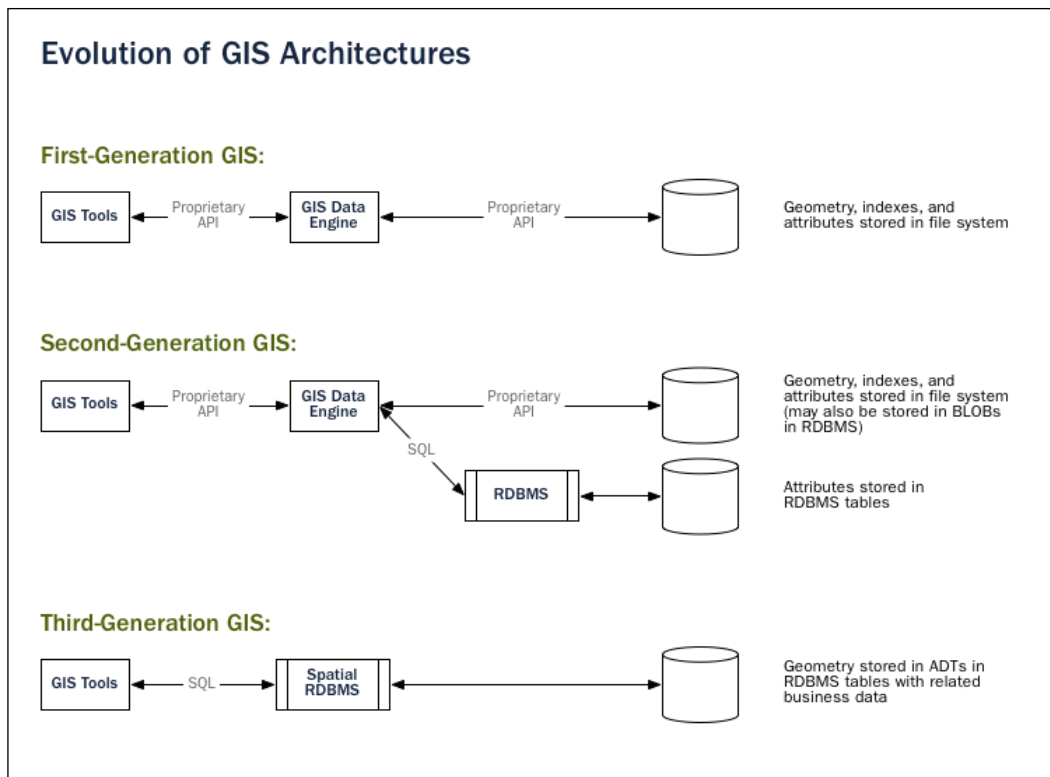 Evolution of GIS Architectures
First-Generation GIS:
GIS Tools
Proprietary
API
GIS Data
Engine
Proprietary
API
Geometry, indexes, and
attributes stored in file system
Second-Generation GIS:
GIS Tools
Proprietary
API
GIS Data
Engine
Proprietary
API
Geometry, indexes, and
attributes stored in file system
(may also be stored in BLOBs
in RDBMS)
SQL
RDBMS
Attributes stored in
RDBMS tables
Third-Generation GIS:
GIS Tools
SQL
Spatial
RDBMS
Geometry stored in ADTs in
RDBMS tables with related
business data